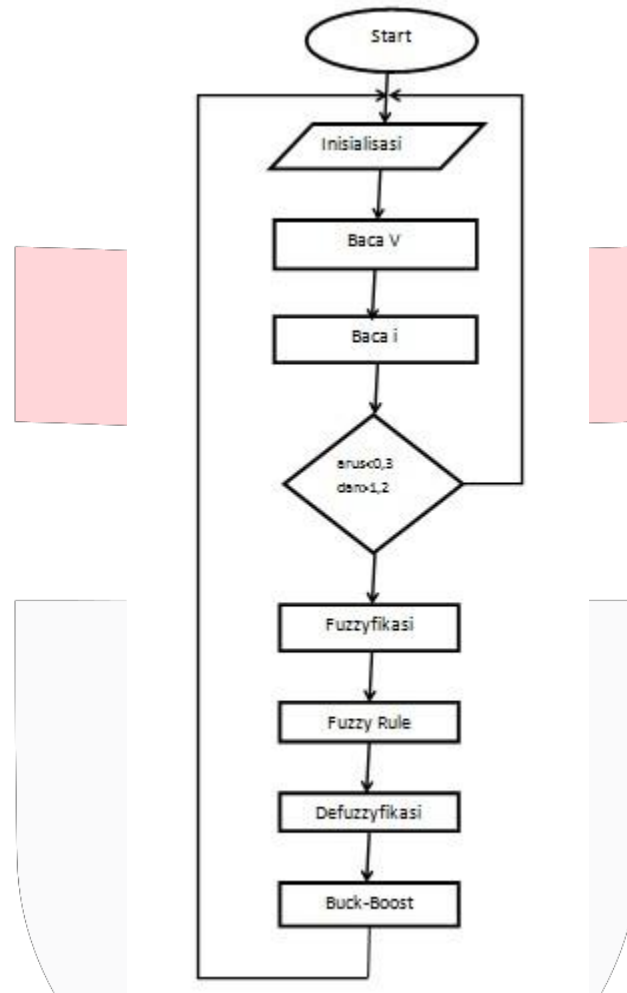 Start
Inisialisasi
Baca V
Baca i
arus<0,3
dan>1,2
Fuzzyfikasi
Fuzzy Rule
Defuzzyfikasi
Buck-Boost